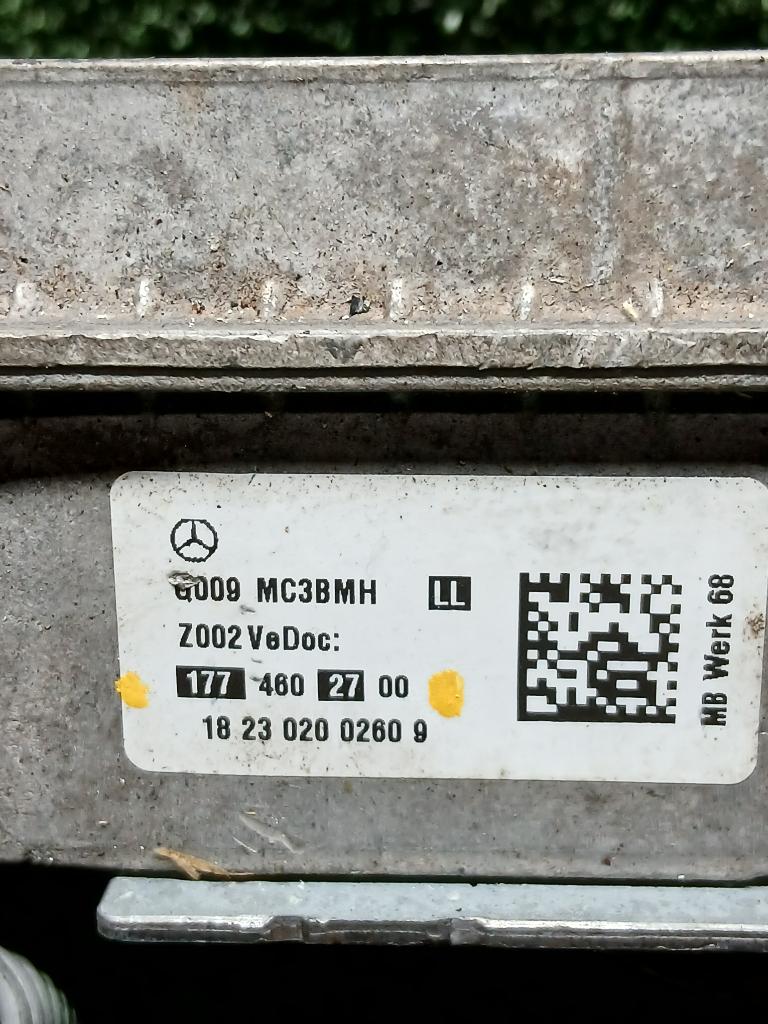 Q009 MC3BMH LL
Z002 VeDoc:
177 460 27 00
18 23 020 0260 9
MB Werk 68